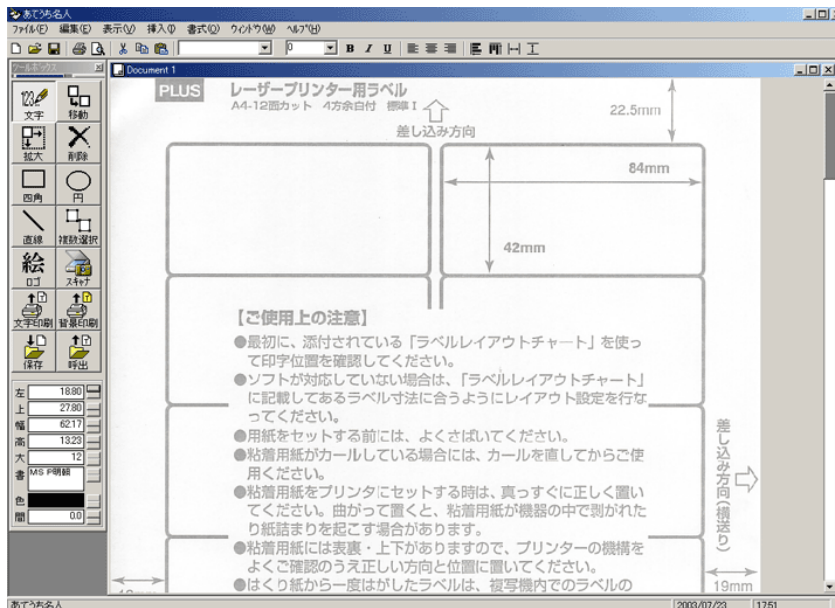 あてうち名人
ファイル(F) 編集(E) 表示(V) 挿入(I) 書式(O) ウィンドウ(W) ヘルプ(H)
0 B I U
ツールボックス
Document 1
文字 移動
拡大 削除
四角 円
直線 複数選択
ロゴ スキャナ
文字印刷 背景印刷
保存 呼出
左 18.80
上 27.80
幅 62.17
高 13.23
大 12
書 MS P明朝
色
間 0.0
PLUS レーザープリンター用ラベル
A4-12面カット 4方余白付 標準 I
差し込み方向
22.5mm
84mm
42mm
【ご使用上の注意】
●最初に、添付されている「ラベルレイアウトチャート」を使っ
て印字位置を確認してください。
●ソフトが対応していない場合は、「ラベルレイアウトチャート」
に記載してあるラベル寸法に合うようにレイアウト設定を行な
ってください。
●用紙をセットする前には、よくさばいてください。
●粘着用紙がカールしている場合には、カールを直してからご使
用ください。
●粘着用紙をプリンタにセットする時は、真っすぐに正しく置い
てください。曲がって置くと、粘着用紙が機器の中で剥がれた
り紙詰まりを起こす場合があります。
●粘着用紙には表裏・上下がありますので、プリンターの機構を
よくご確認のうえ正しい方向と位置に置いてください。
●はくり紙から一度はがしたラベルは、複写機内でのラベルの
差し込み方向(横送り)
19mm
あてうち名人
2003/07/23 17:51